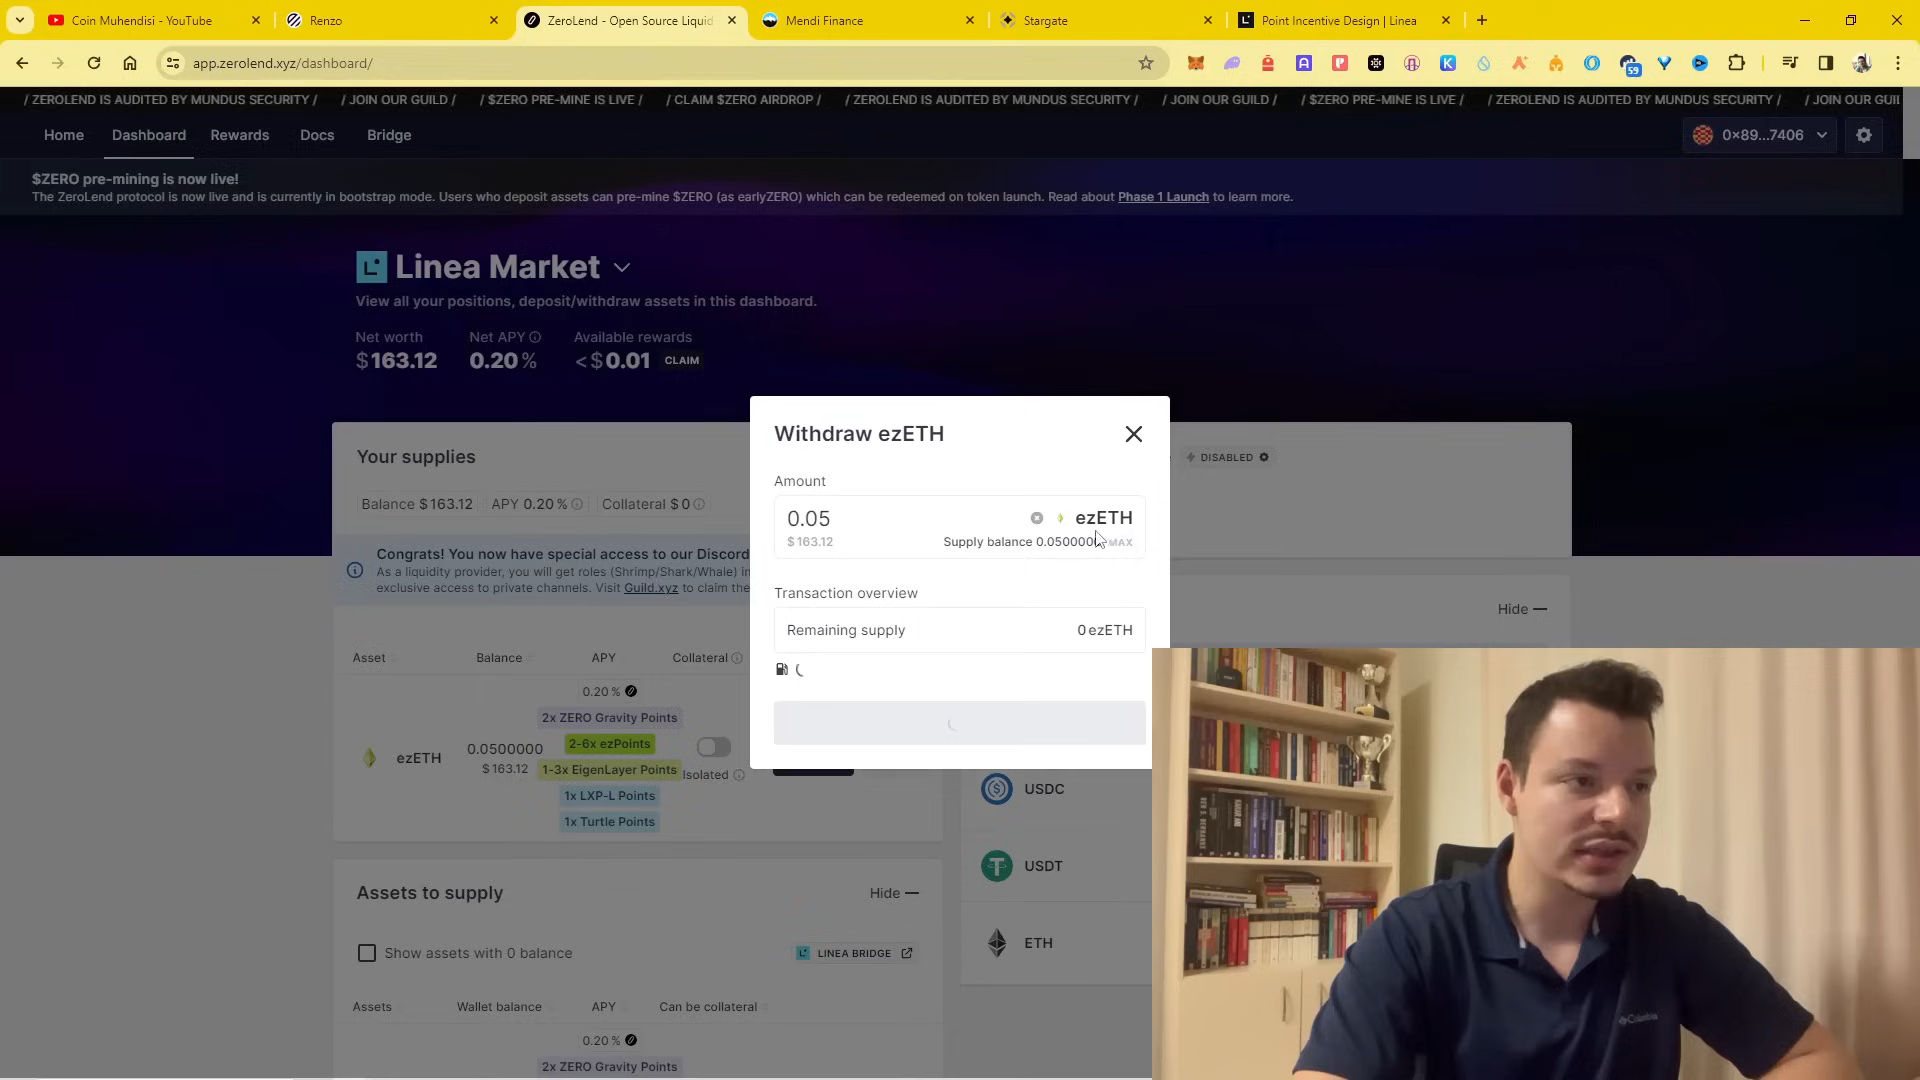 Coin Muhendisi - YouTube
Renzo
ZeroLend - Open Source Liquid
Mendi Finance
Stargate
Point Incentive Design | Linea
app.zerolend.xyz/dashboard/
59
/ ZEROLEND IS AUDITED BY MUNDUS SECURITY / / JOIN OUR GUILD / / $ZERO PRE-MINE IS LIVE / / CLAIM $ZERO AIRDROP / / ZEROLEND IS AUDITED BY MUNDUS SECURITY / / JOIN OUR GUILD / / $ZERO PRE-MINE IS LIVE / / ZEROLEND IS AUDITED BY MUNDUS SECURITY / / JOIN OUR GUI
Home Dashboard Rewards Docs Bridge
0×89...7406
$ZERO pre-mining is now live!
The ZeroLend protocol is now live and is currently in bootstrap mode. Users who deposit assets can pre-mine $ZERO (as earlyZERO) which can be redeemed on token launch. Read about Phase 1 Launch to learn more.
Linea Market
View all your positions, deposit/withdraw assets in this dashboard.
Net worth Net APY Available rewards
$163.12 0.20% <$0.01 CLAIM
Your supplies
Balance $163.12 APY 0.20% Collateral $0
Congrats! You now have special access to our Discord
As a liquidity provider, you will get roles (Shrimp/Shark/Whale) in
exclusive access to private channels. Visit Guild.xyz to claim the
Asset Balance APY Collateral
0.20%
2x ZERO Gravity Points
2-6x ezPoints
ezETH 0.0500000
$163.12
1-3x EigenLayer Points
Isolated
1x LXP-L Points
1x Turtle Points
Assets to supply
Hide
Show assets with 0 balance
LINEA BRIDGE
Assets Wallet balance APY Can be collateral
0.20%
2x ZERO Gravity Points
Withdraw ezETH
Amount
0.05 ezETH
$163.12 Supply balance 0.050000 MAX
Transaction overview
Remaining supply 0 ezETH
DISABLED
Hide
USDC
USDT
ETH
Columbia